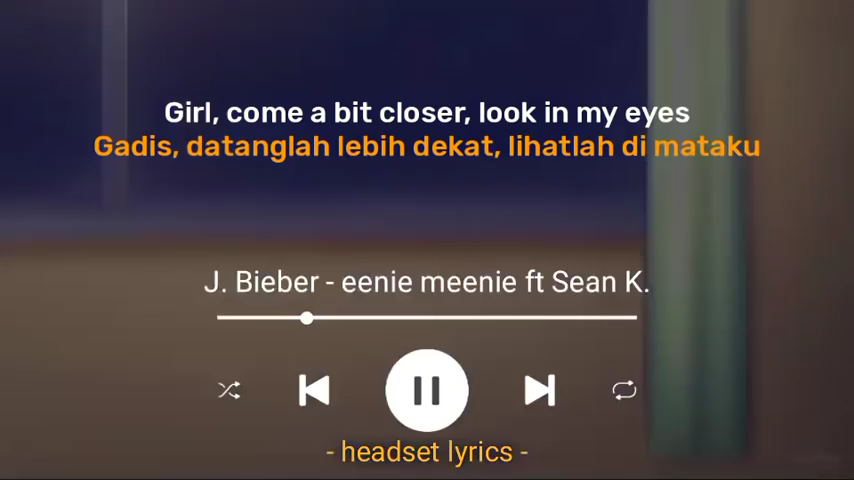 Girl, come a bit closer, look in my eyes
Gadis, datanglah lebih dekat, lihatlah di mataku
J. Bieber - eenie meenie ft Sean K.
- headset lyrics -